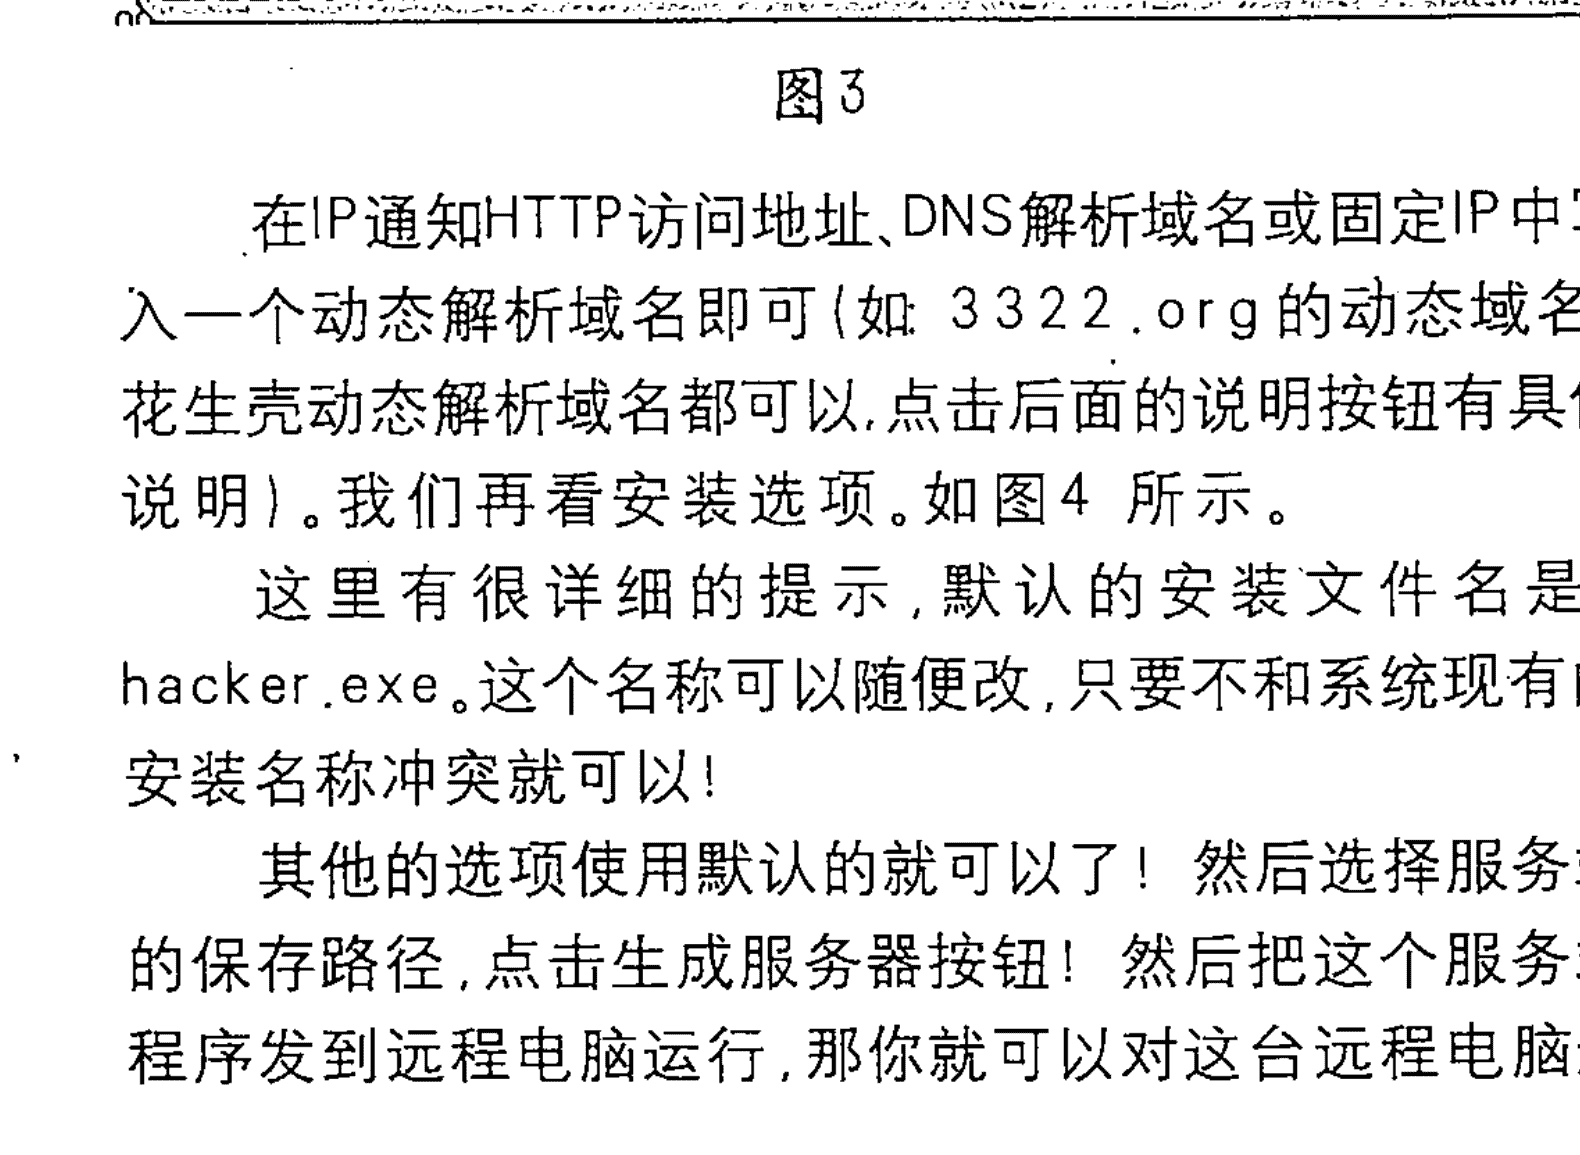 图3
在IP通知HTTP访问地址、DNS解析域名或固定IP中
入一个动态解析域名即可(如: 3322.org的动态域名
花生壳动态解析域名都可以,点击后面的说明按钮有具
说明)。我们再看安装选项。如图4 所示。
这里有很详细的提示,默认的安装文件名是
hacker.exe。这个名称可以随便改,只要不和系统现有
安装名称冲突就可以!
其他的选项使用默认的就可以了! 然后选择服务
的保存路径,点击生成服务器按钮! 然后把这个服务
程序发到远程电脑运行,那你就可以对这台远程电脑